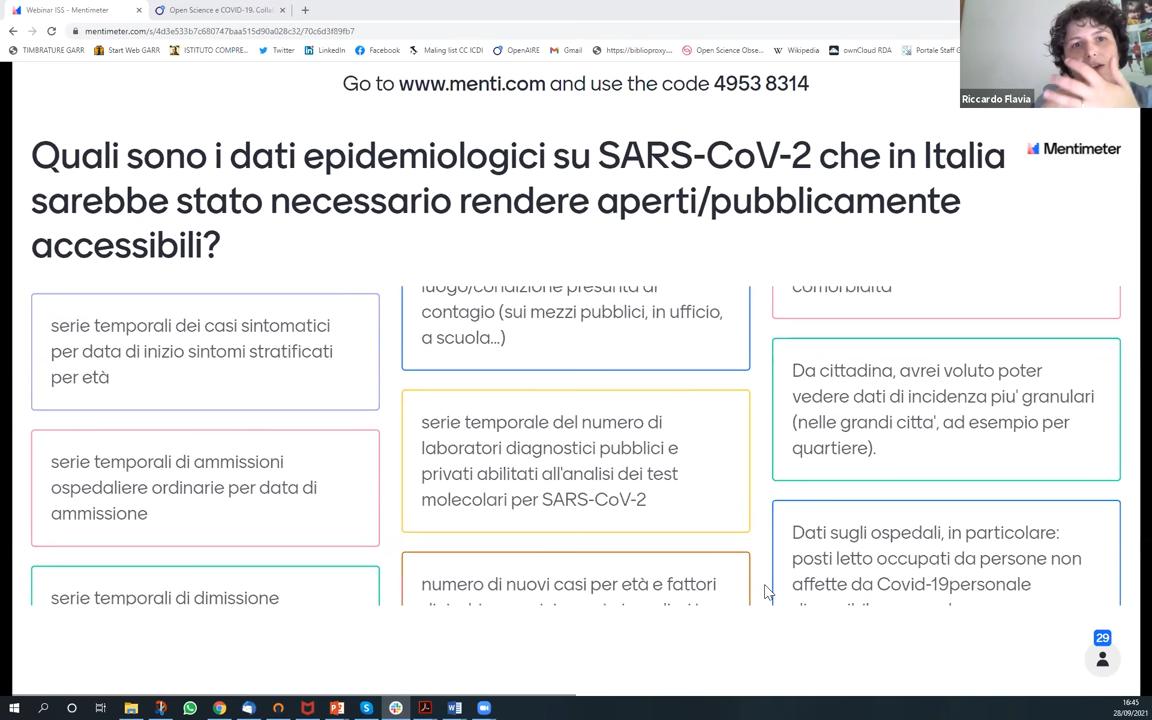 Webinar ISS - Mentimeter
Open Science e COVID-19. Colla
mentimeter.com/s/4d3e533b7c680747baa515d90a028c32/70c6d3f89fb7
TIMBRATURE GARR
Start Web GARR
ISTITUTO COMPRE...
Twitter
LinkedIn
Facebook
Maling list CC ICDI
OpenAIRE
Gmail
https://biblioproxy...
Open Science Obse...
Wikipedia
ownCloud RDA
Portale Staff G
Riccardo Flavia
Go to www.menti.com and use the code 4953 8314
Mentimeter
Quali sono i dati epidemiologici su SARS-CoV-2 che in Italia
sarebbe stato necessario rendere aperti/pubblicamente
accessibili?
serie temporali dei casi sintomatici
per data di inizio sintomi stratificati
per età
serie temporali di ammissioni
ospedaliere ordinarie per data di
ammissione
serie temporali di dimissione
luogo/condizione presunta di
contagio (sui mezzi pubblici, in ufficio,
a scuola...)
serie temporale del numero di
laboratori diagnostici pubblici e
privati abilitati all'analisi dei test
molecolari per SARS-CoV-2
numero di nuovi casi per età e fattori
comorbidità
Da cittadina, avrei voluto poter
vedere dati di incidenza piu' granulari
(nelle grandi citta', ad esempio per
quartiere).
Dati sugli ospedali, in particolare:
posti letto occupati da persone non
affette da Covid-19personale
29
16:45
28/09/2021